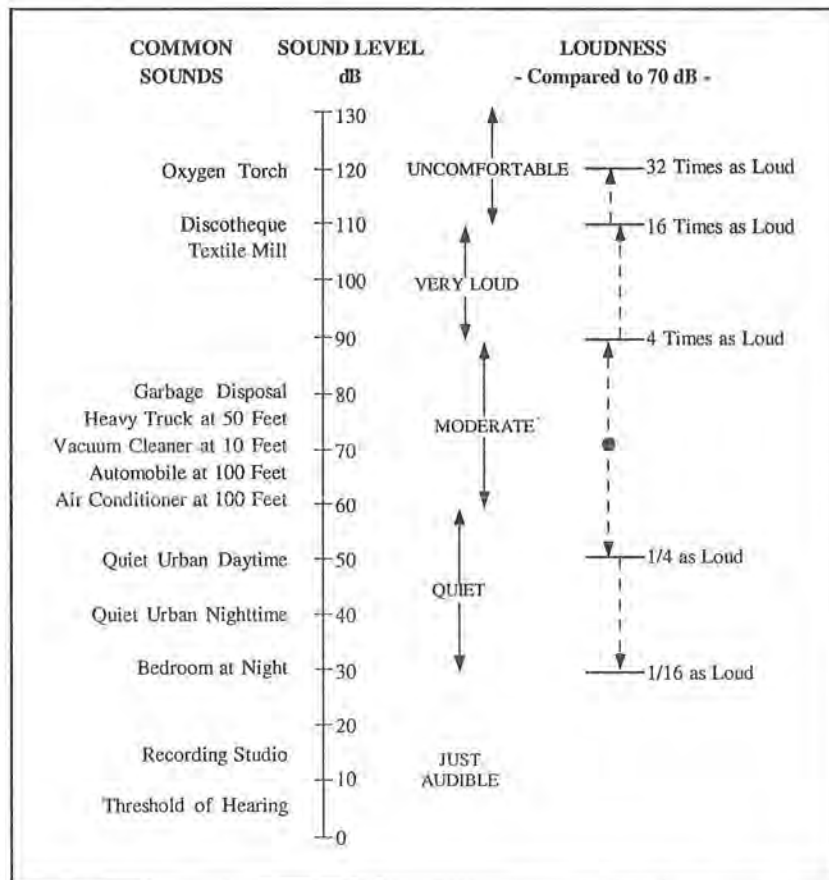 COMMON SOUND LEVEL LOUDNESS
SOUNDS dB - Compared to 70 dB -
130
Oxygen Torch 120 UNCOMFORTABLE 32 Times as Loud
Discotheque 110 16 Times as Loud
Textile Mill
100 VERY LOUD
90 4 Times as Loud
Garbage Disposal 80
Heavy Truck at 50 Feet MODERATE
Vacuum Cleaner at 10 Feet 70
Automobile at 100 Feet
Air Conditioner at 100 Feet 60
Quiet Urban Daytime 50 1/4 as Loud
QUIET
Quiet Urban Nighttime 40
Bedroom at Night 30 1/16 as Loud
20
Recording Studio JUST
10 AUDIBLE
Threshold of Hearing
0